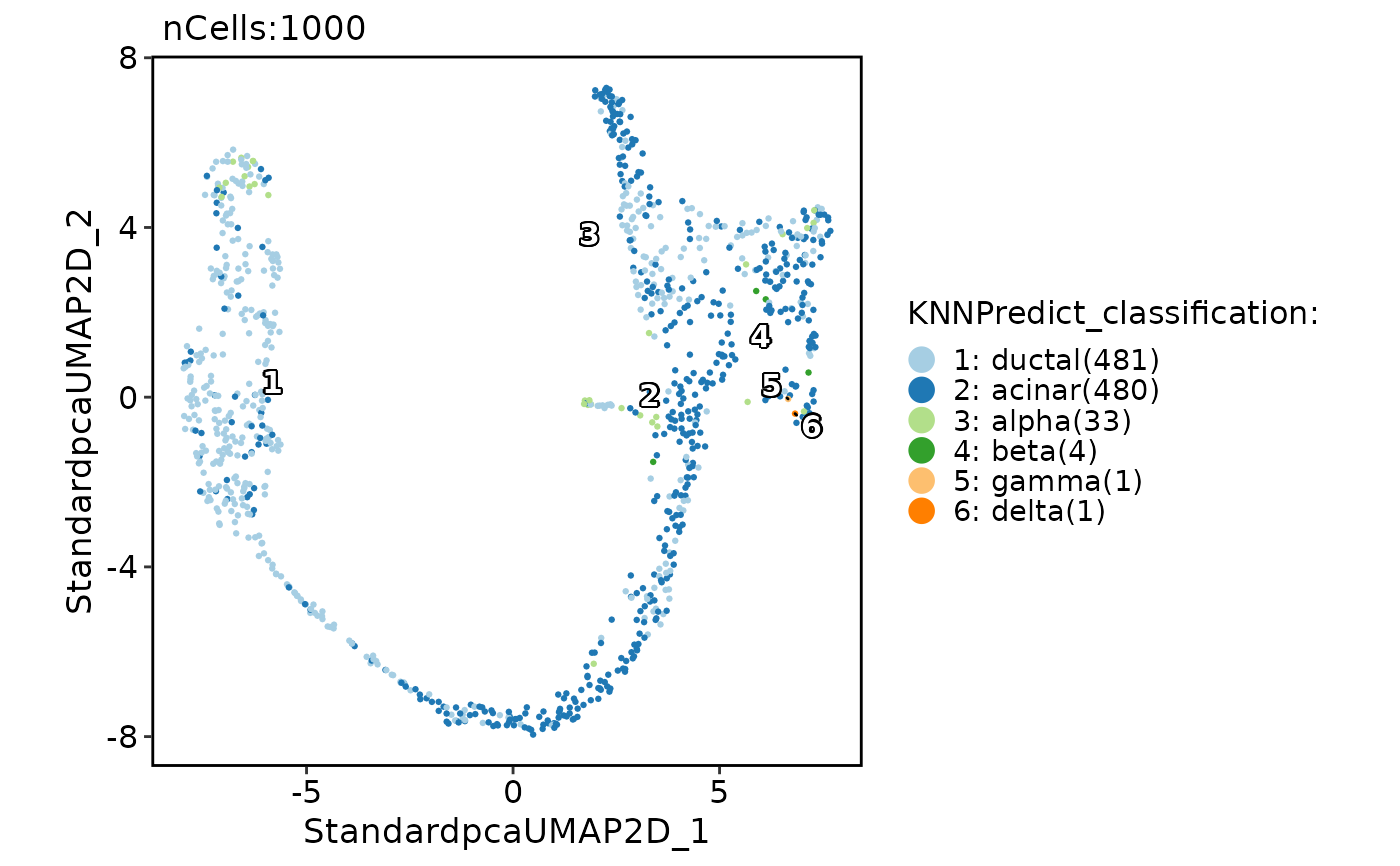 nCells:1000
8
4
0
-4
-8
StandardpcaUMAP2D_2
3
4
1
2
5
6
-5
0
5
StandardpcaUMAP2D_1
KNNPredict_classification:
1: ductal(481)
2: acinar(480)
3: alpha(33)
4: beta(4)
5: gamma(1)
6: delta(1)